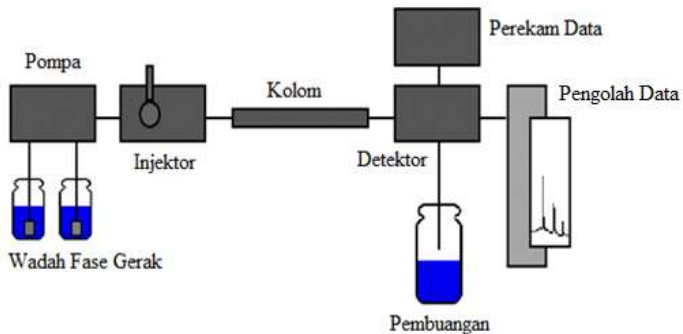 Perekam Data
Pompa
Kolom
Pengolah Data
Injektor
Detektor
Wadah Fase Gerak
Pembuangan